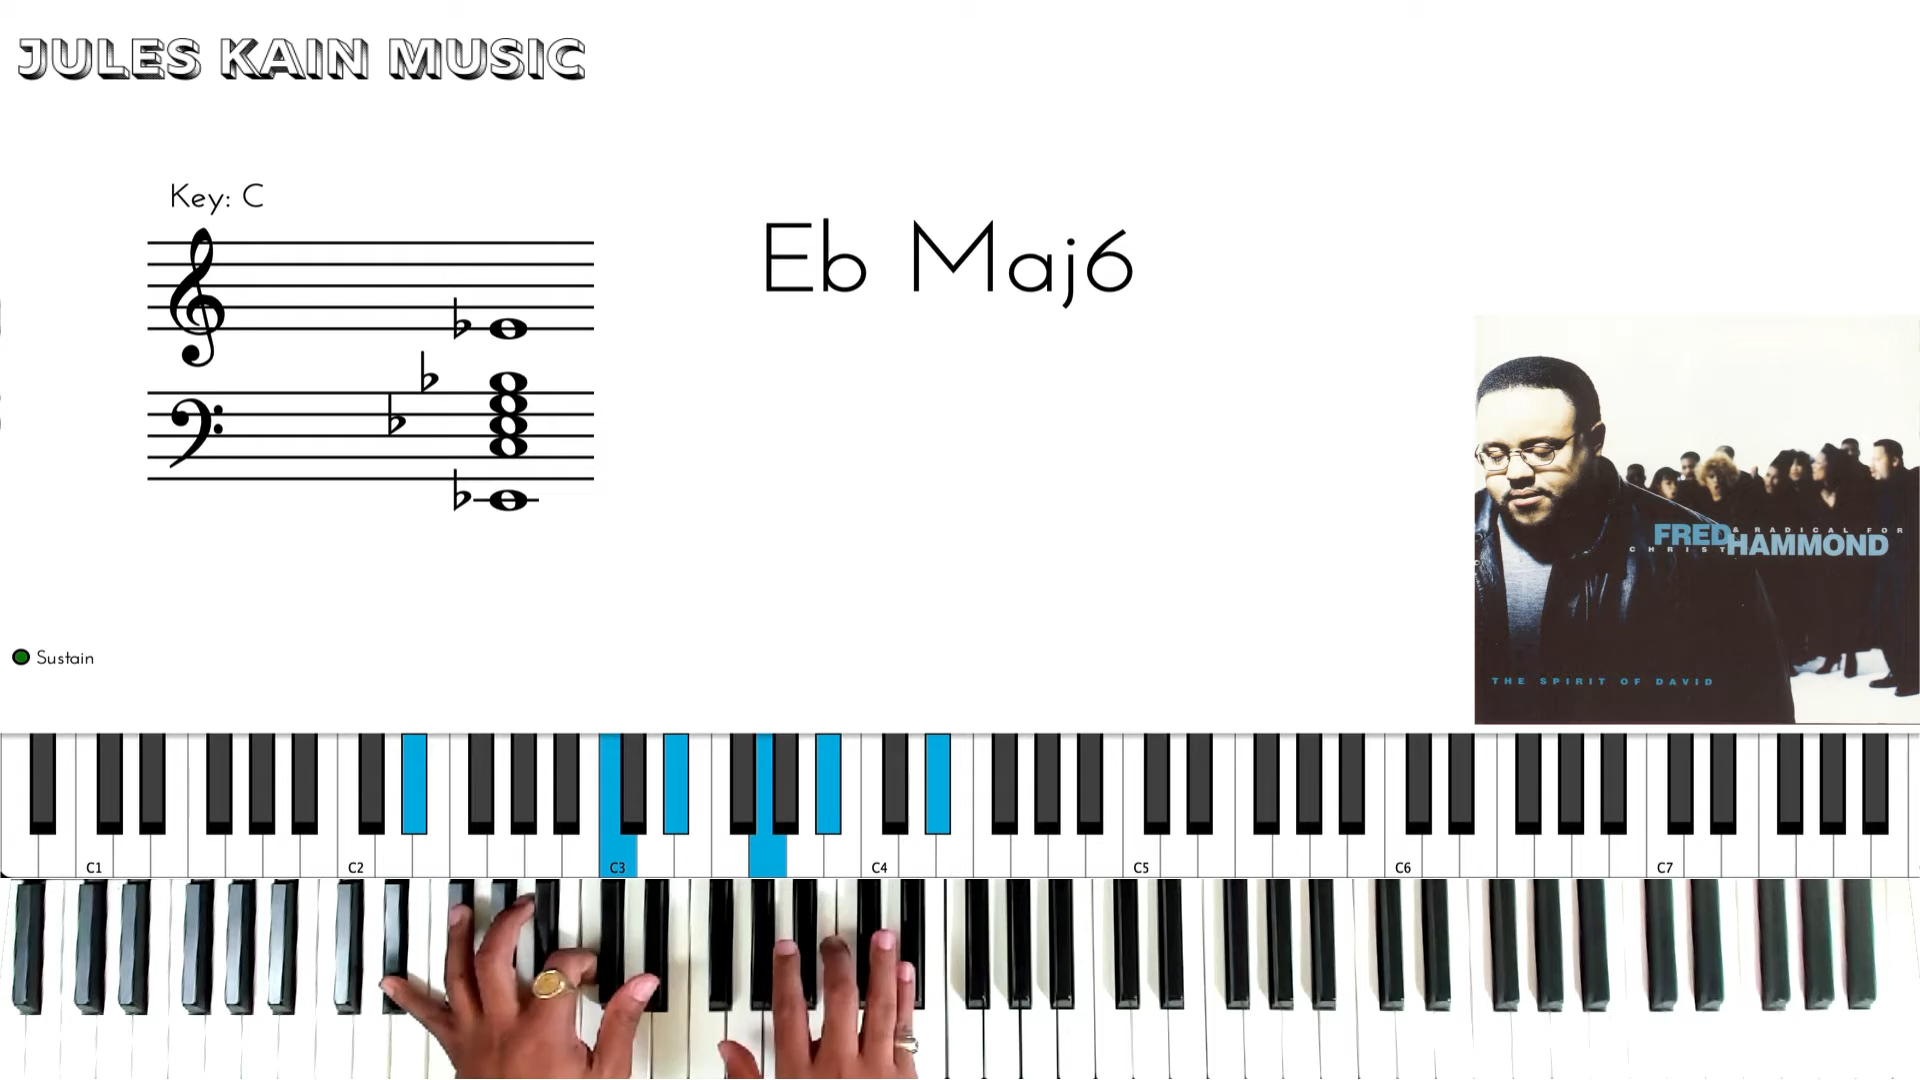 JULES KAIN MUSIC
Key: C
Eb Maj6
FRED & RADICAL FOR
CHRIST HAMMOND
THE SPIRIT OF DAVID
Sustain
C1 C2 C3 C4 C5 C6 C7